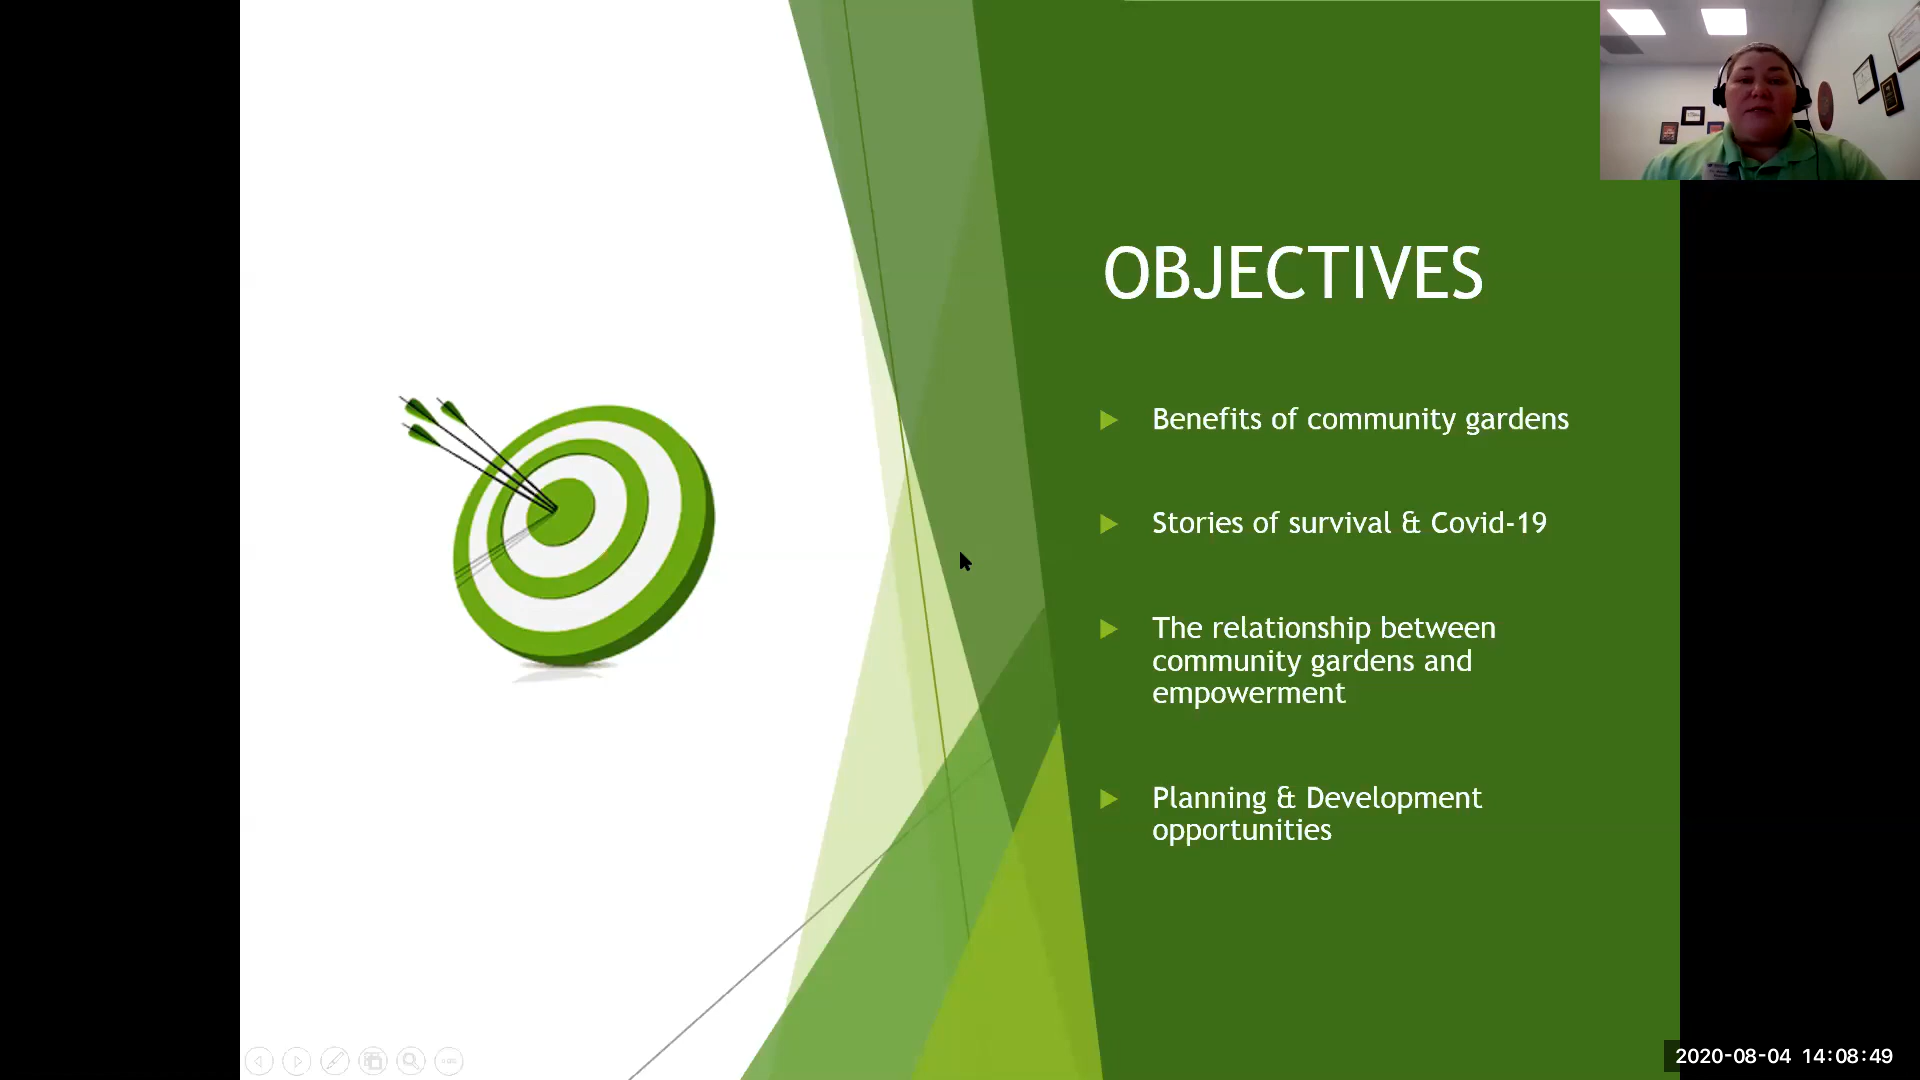 OBJECTIVES
Benefits of community gardens
Stories of survival & Covid-19
The relationship between
community gardens and
empowerment
Planning & Development
opportunities
2020-08-04 14:08:49